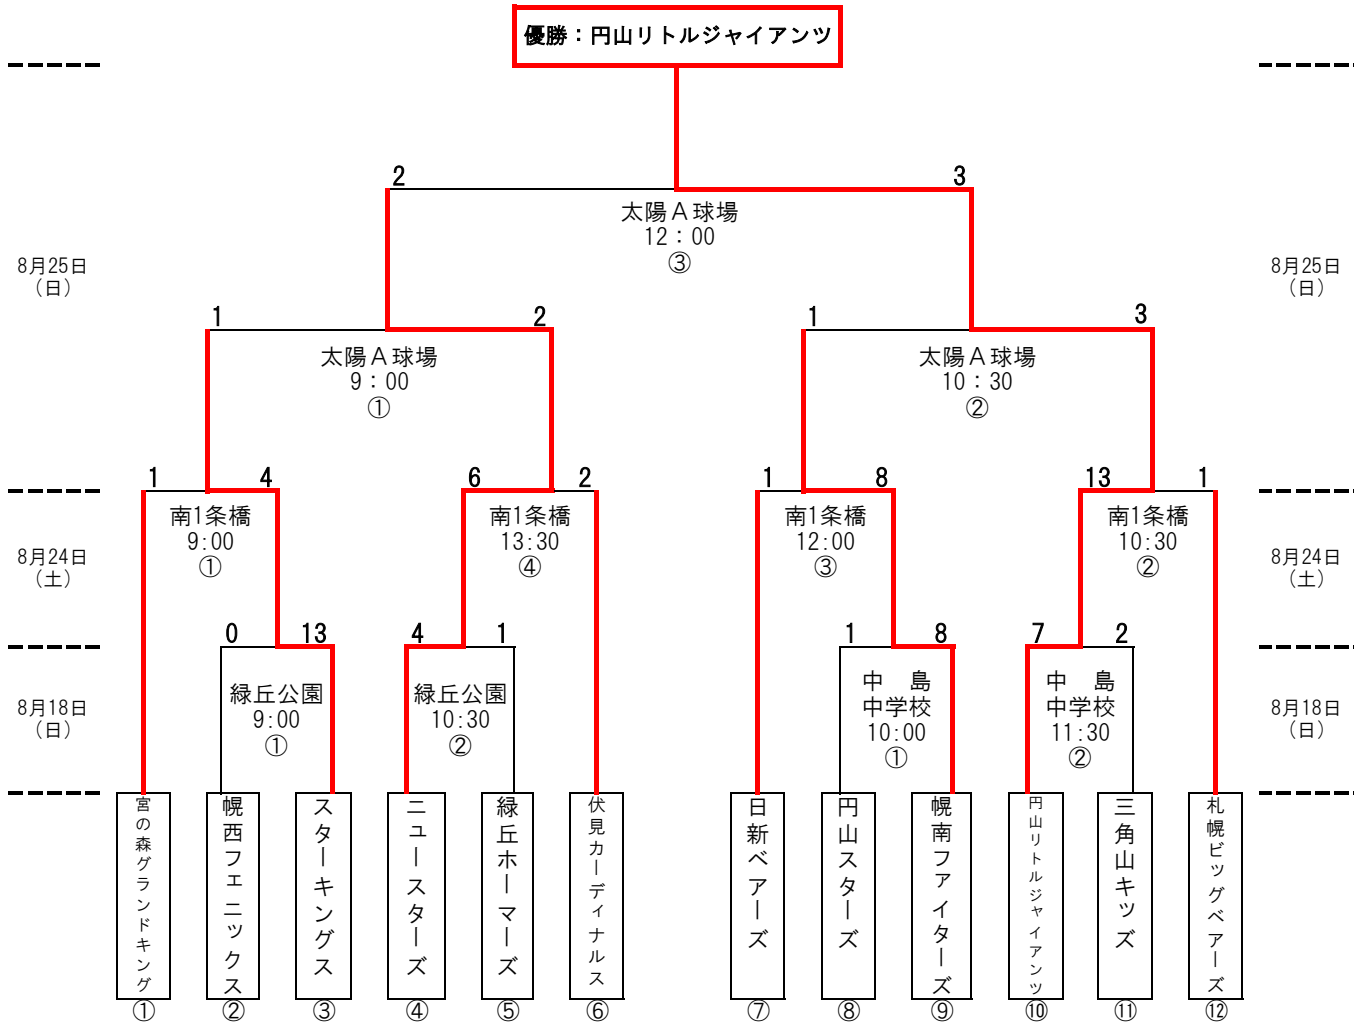 優勝：円山リトルジャイアンツ
2
3
太陽Ａ球場
12：00
③
8月25日
（日）
8月25日
（日）
1
2
1
3
太陽Ａ球場
9：00
①
太陽Ａ球場
10：30
②
1
4
6
2
1
8
13
1
南1条橋
9:00
①
南1条橋
13:30
④
南1条橋
12:00
③
南1条橋
10:30
②
8月24日
（土）
8月24日
（土）
0
13
4
1
1
8
7
2
緑丘公園
9:00
①
緑丘公園
10:30
②
中　島
中学校
10:00
①
中　島
中学校
11:30
②
8月18日
（日）
8月18日
（日）
宮の森グランドキング
幌西フェニックス
スターキングス
ニュースターズ
緑丘ホーマーズ
伏見カーディナルス
日新ベアーズ
円山スターズ
幌南ファイターズ
円山リトルジャイアンツ
三角山キッズ
札幌ビッグベアーズ
①
②
③
④
⑤
⑥
⑦
⑧
⑨
⑩
⑪
⑫